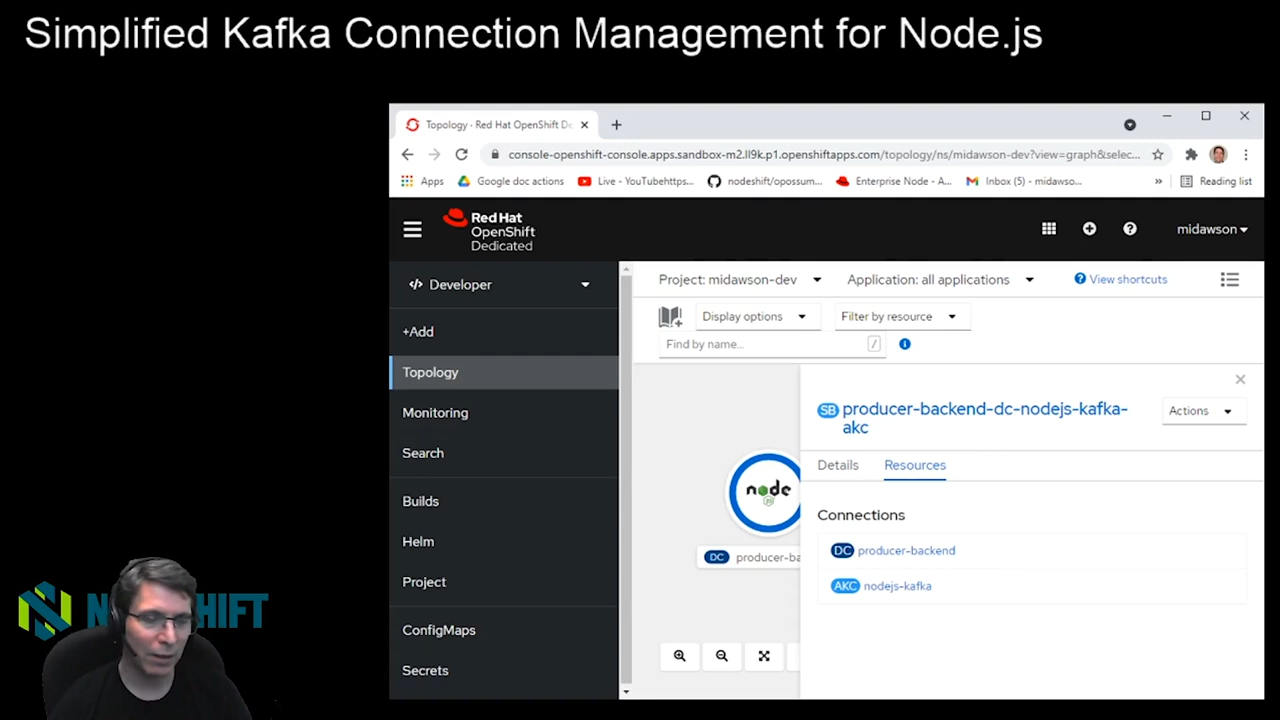 Simplified Kafka Connection Management for Node.js
Topology · Red Hat OpenShift De
console-openshift-console.apps.sandbox-m2.ll9k.p1.openshiftapps.com/topology/ns/midawson-dev?view=graph&selec...
Apps
Google doc actions
Live - YouTubehttps...
nodeshift/opossum...
Enterprise Node - A...
Inbox (5) - midawso...
»
Reading list
Red Hat
OpenShift
Dedicated
midawson
Developer
Project: midawson-dev
Application: all applications
View shortcuts
Display options
Filter by resource
Find by name...
/
+Add
Topology
Monitoring
Search
Builds
Helm
Project
ConfigMaps
Secrets
node
JS
DC producer-ba
SB producer-backend-dc-nodejs-kafka-
akc
Actions
Details
Resources
Connections
DC producer-backend
AKC nodejs-kafka